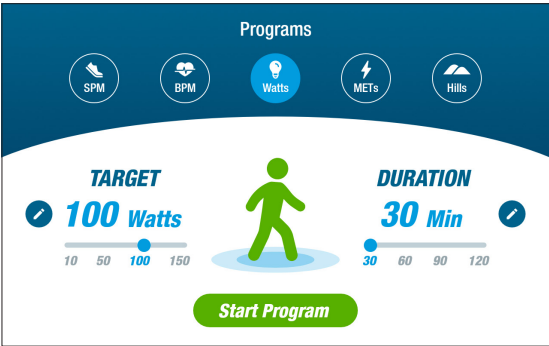 Programs
SPM
BPM
Watts
METs
Hills
TARGET
100 Watts
10 50 100 150
DURATION
30 Min
30 60 90 120
Start Program